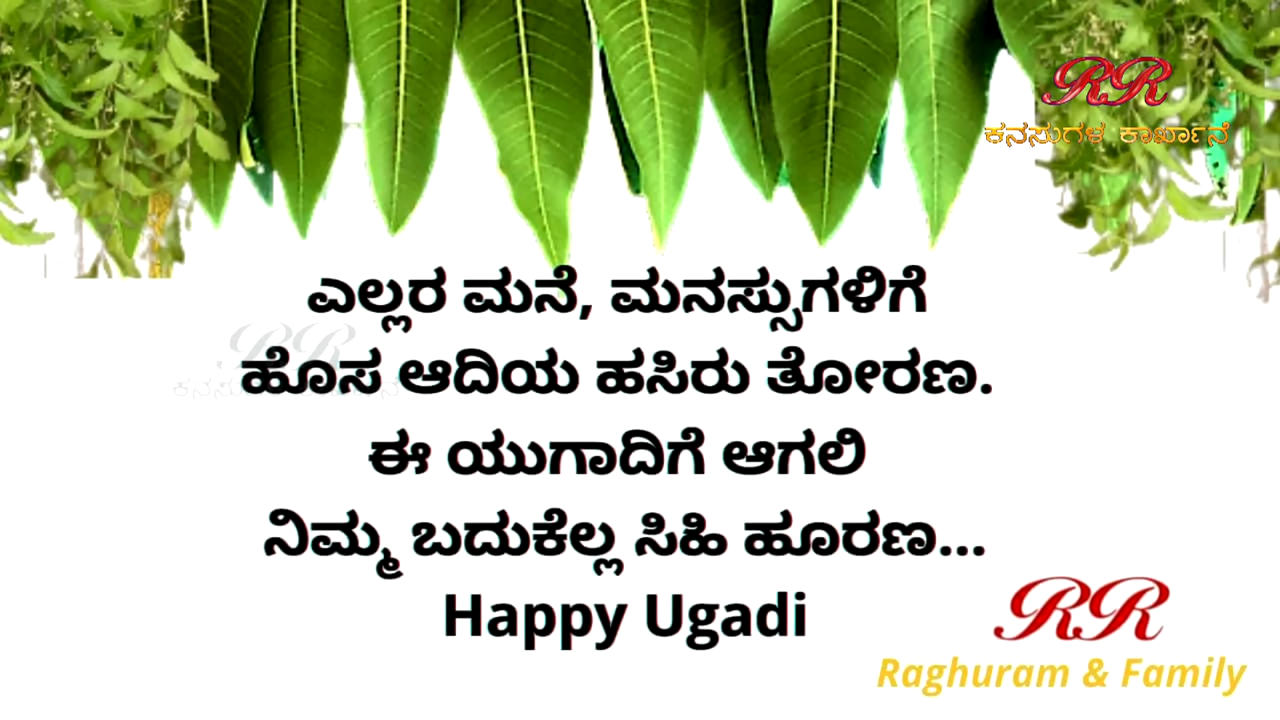 RR
ಕನಸುಗಳ ಕಾರ್ಖಾನೆ
ಎಲ್ಲರ ಮನೆ, ಮನಸ್ಸುಗಳಿಗೆ
RR
ಹೊಸ ಆದಿಯ ಹಸಿರು ತೋರಣ.
ಈ ಯುಗಾದಿಗೆ ಆಗಲಿ
ನಿಮ್ಮ ಬದುಕೆಲ್ಲ ಸಿಹಿ ಹೂರಣ...
Happy Ugadi
RR
Raghuram & Family